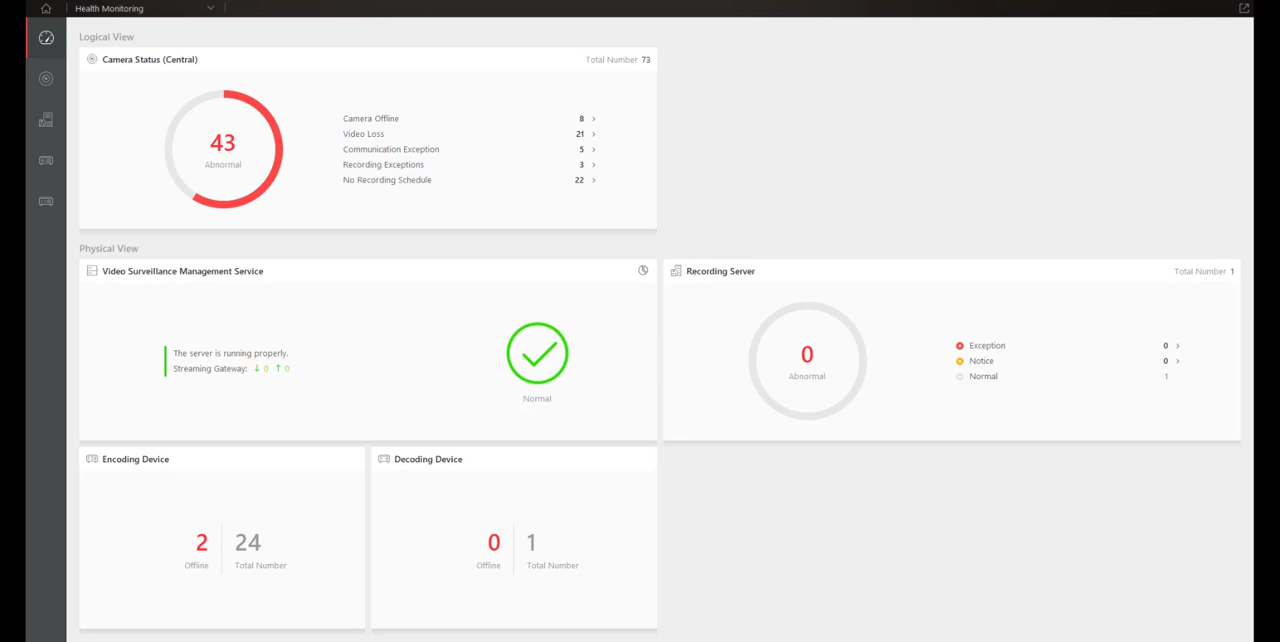 Health Monitoring
Logical View
Camera Status (Central) Total Number 73
43
Abnormal
Camera Offline 8
Video Loss 21
Communication Exception 5
Recording Exceptions 3
No Recording Schedule 22
Physical View
Video Surveillance Management Service
The server is running properly.
Streaming Gateway: ↓ 0 ↑ 0
Normal
Recording Server Total Number 1
0
Abnormal
Exception 0
Notice 0
Normal 1
Encoding Device
2 24
Offline Total Number
Decoding Device
0 1
Offline Total Number